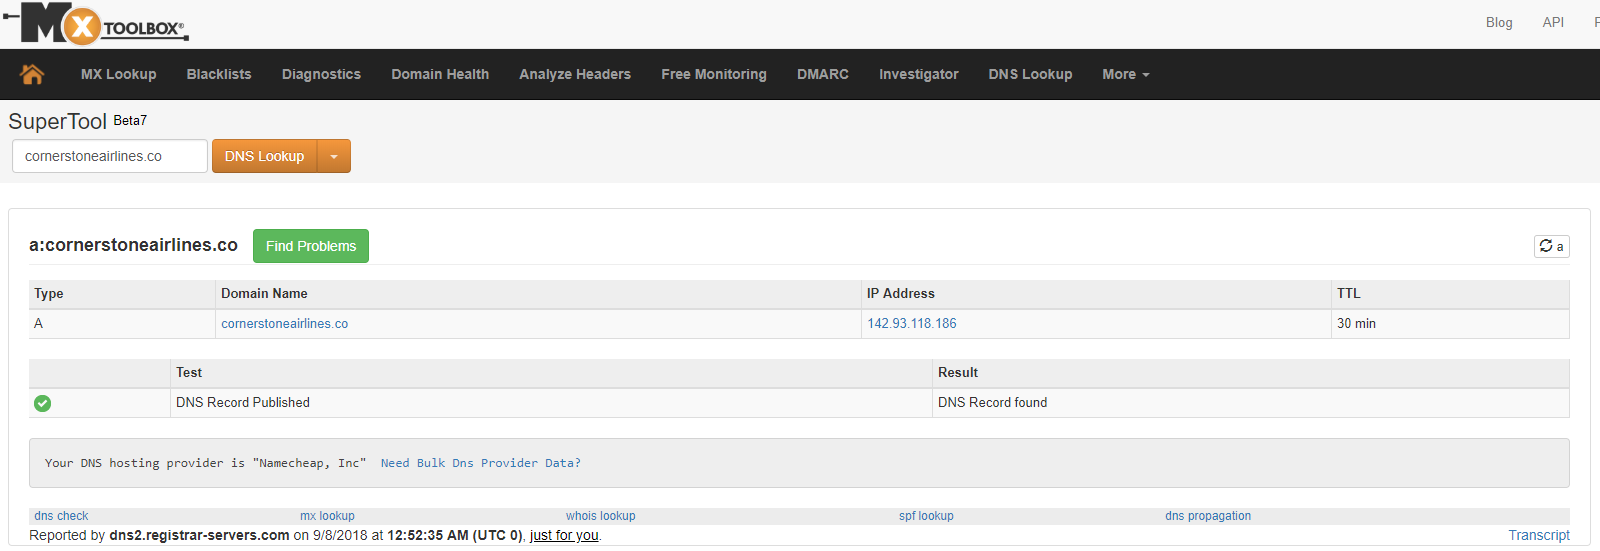 MX TOOLBOX®
Blog API
MX Lookup Blacklists Diagnostics Domain Health Analyze Headers Free Monitoring DMARC Investigator DNS Lookup More
SuperTool Beta7
cornerstoneairlines.co DNS Lookup
a:cornerstoneairlines.co Find Problems a
Type Domain Name IP Address TTL
A cornerstoneairlines.co 142.93.118.186 30 min
Test Result
DNS Record Published DNS Record found
Your DNS hosting provider is "Namecheap, Inc" Need Bulk Dns Provider Data?
dns check mx lookup whois lookup spf lookup dns propagation
Reported by dns2.registrar-servers.com on 9/8/2018 at 12:52:35 AM (UTC 0), just for you. Transcript